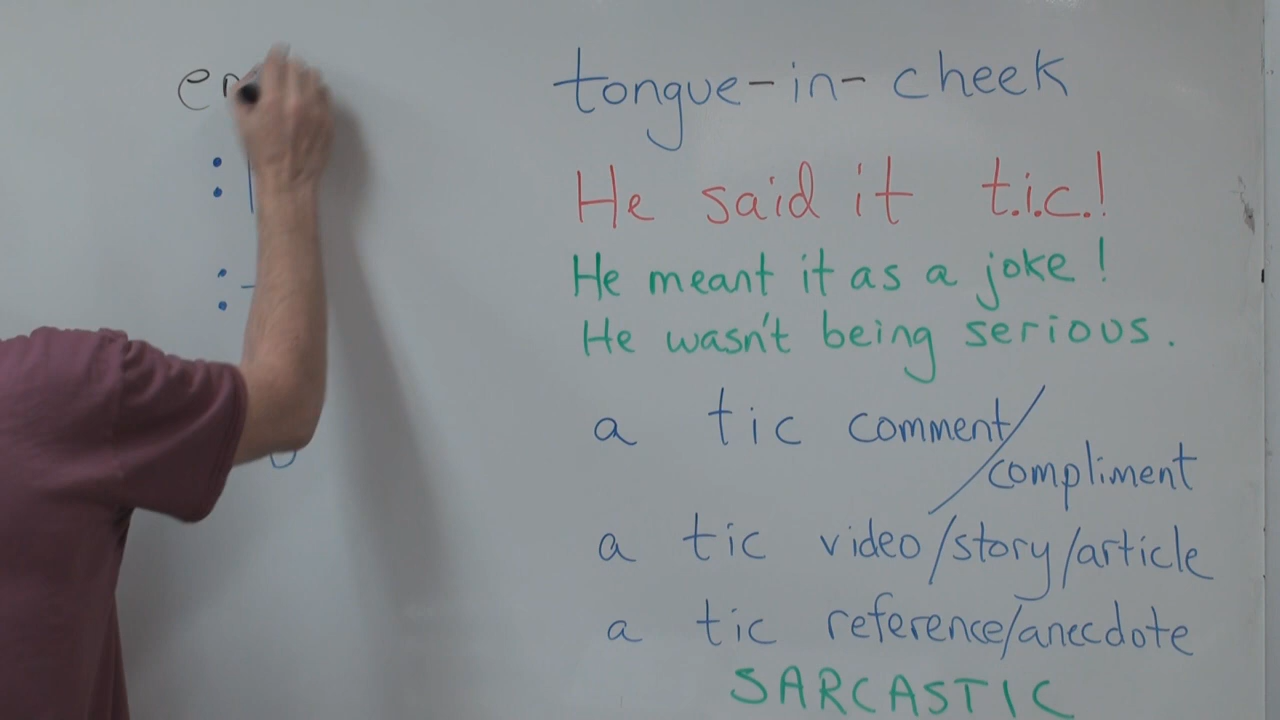 tongue-in-cheek
He said it t.i.c.!
He meant it as a joke!
He wasn't being serious.
a tic comment/
compliment
a tic video/story/article
a tic reference/anecdote
SARCASTIC